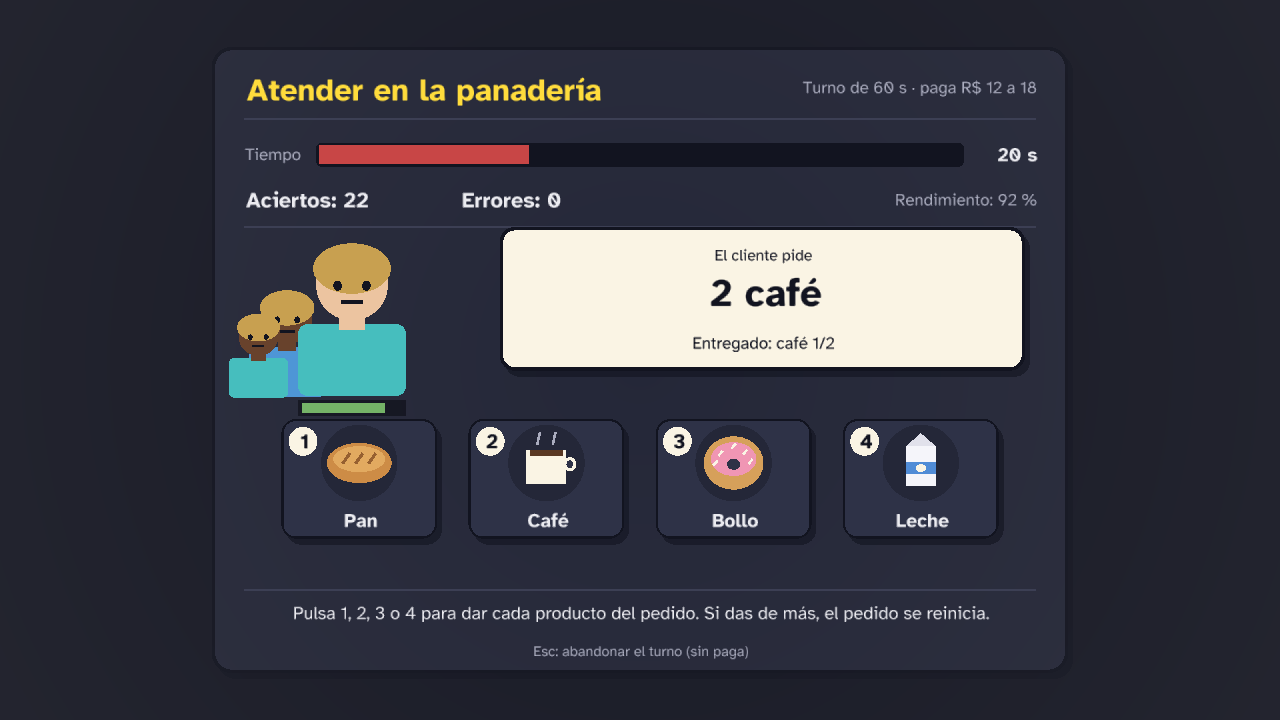 Atender en la panadería
Turno de 60 s · paga R$ 12 a 18
Tiempo
20 s
Aciertos: 22
Errores: 0
Rendimiento: 92 %
El cliente pide
2 café
Entregado: café 1/2
1
2
3
4
Pan
Café
Bollo
Leche
Pulsa 1, 2, 3 o 4 para dar cada producto del pedido. Si das de más, el pedido se reinicia.
Esc: abandonar el turno (sin paga)